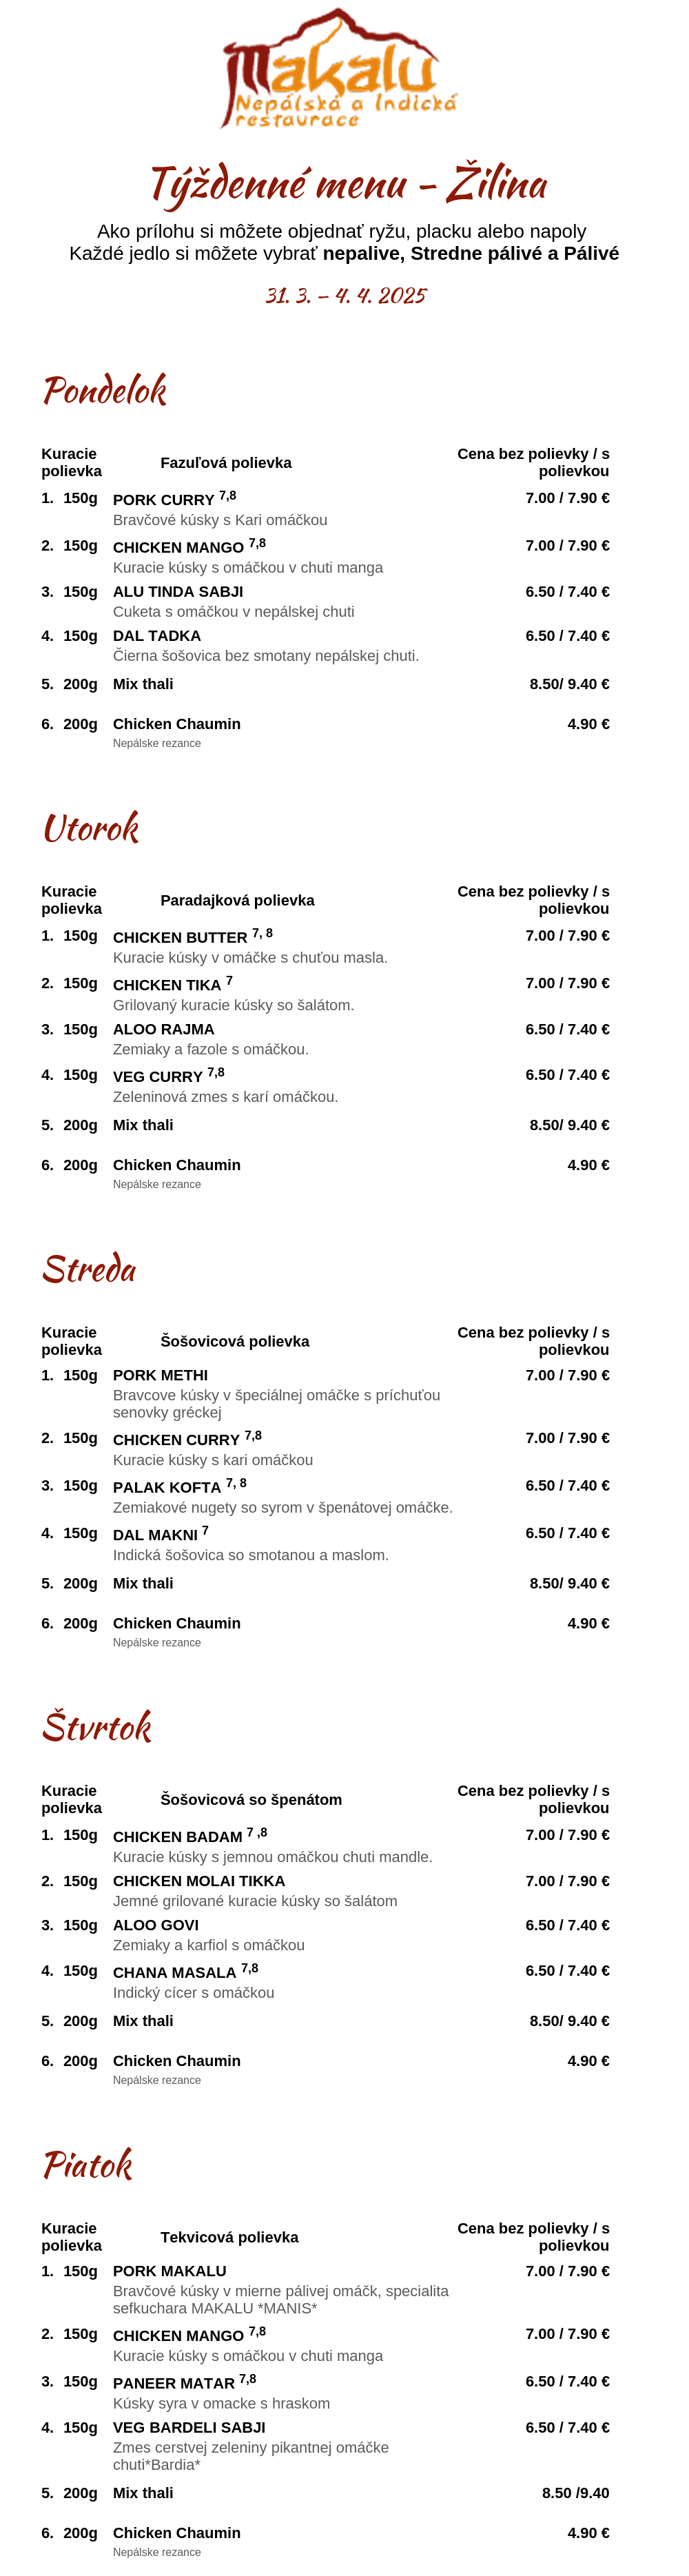 Makalu
Nepálská a Indická
restaurace
Týždenné menu - Žilina
Ako prílohu si môžete objednať ryžu, placku alebo napoly
Každé jedlo si môžete vybrať nepalive, Stredne pálivé a Pálivé
31. 3. – 4. 4. 2025
Pondelok
Kuracie polievka Fazuľová polievka Cena bez polievky / s polievkou
1. 150g PORK CURRY 7,8 7.00 / 7.90 €
Bravčové kúsky s Kari omáčkou
2. 150g CHICKEN MANGO 7,8 7.00 / 7.90 €
Kuracie kúsky s omáčkou v chuti manga
3. 150g ALU TINDA SABJI 6.50 / 7.40 €
Cuketa s omáčkou v nepálskej chuti
4. 150g DAL TADKA 6.50 / 7.40 €
Čierna šošovica bez smotany nepálskej chuti.
5. 200g Mix thali 8.50/ 9.40 €
6. 200g Chicken Chaumin 4.90 €
Nepálske rezance
Utorok
Kuracie polievka Paradajková polievka Cena bez polievky / s polievkou
1. 150g CHICKEN BUTTER 7, 8 7.00 / 7.90 €
Kuracie kúsky v omáčke s chuťou masla.
2. 150g CHICKEN TIKA 7 7.00 / 7.90 €
Grilovaný kuracie kúsky so šalátom.
3. 150g ALOO RAJMA 6.50 / 7.40 €
Zemiaky a fazole s omáčkou.
4. 150g VEG CURRY 7,8 6.50 / 7.40 €
Zeleninová zmes s karí omáčkou.
5. 200g Mix thali 8.50/ 9.40 €
6. 200g Chicken Chaumin 4.90 €
Nepálske rezance
Streda
Kuracie polievka Šošovicová polievka Cena bez polievky / s polievkou
1. 150g PORK METHI 7.00 / 7.90 €
Bravcove kúsky v špeciálnej omáčke s príchuťou
senovky gréckej
2. 150g CHICKEN CURRY 7,8 7.00 / 7.90 €
Kuracie kúsky s kari omáčkou
3. 150g PALAK KOFTA 7, 8 6.50 / 7.40 €
Zemiakové nugety so syrom v špenátovej omáčke.
4. 150g DAL MAKNI 7 6.50 / 7.40 €
Indická šošovica so smotanou a maslom.
5. 200g Mix thali 8.50/ 9.40 €
6. 200g Chicken Chaumin 4.90 €
Nepálske rezance
Štvrtok
Kuracie polievka Šošovicová so špenátom Cena bez polievky / s polievkou
1. 150g CHICKEN BADAM 7 ,8 7.00 / 7.90 €
Kuracie kúsky s jemnou omáčkou chuti mandle.
2. 150g CHICKEN MOLAI TIKKA 7.00 / 7.90 €
Jemné grilované kuracie kúsky so šalátom
3. 150g ALOO GOVI 6.50 / 7.40 €
Zemiaky a karfiol s omáčkou
4. 150g CHANA MASALA 7,8 6.50 / 7.40 €
Indický cícer s omáčkou
5. 200g Mix thali 8.50/ 9.40 €
6. 200g Chicken Chaumin 4.90 €
Nepálske rezance
Piatok
Kuracie polievka Tekvicová polievka Cena bez polievky / s polievkou
1. 150g PORK MAKALU 7.00 / 7.90 €
Bravčové kúsky v mierne pálivej omáčk, specialita
sefkuchara MAKALU *MANIS*
2. 150g CHICKEN MANGO 7,8 7.00 / 7.90 €
Kuracie kúsky s omáčkou v chuti manga
3. 150g PANEER MATAR 7,8 6.50 / 7.40 €
Kúsky syra v omacke s hraskom
4. 150g VEG BARDELI SABJI 6.50 / 7.40 €
Zmes cerstvej zeleniny pikantnej omáčke
chuti*Bardia*
5. 200g Mix thali 8.50 /9.40
6. 200g Chicken Chaumin 4.90 €
Nepálske rezance